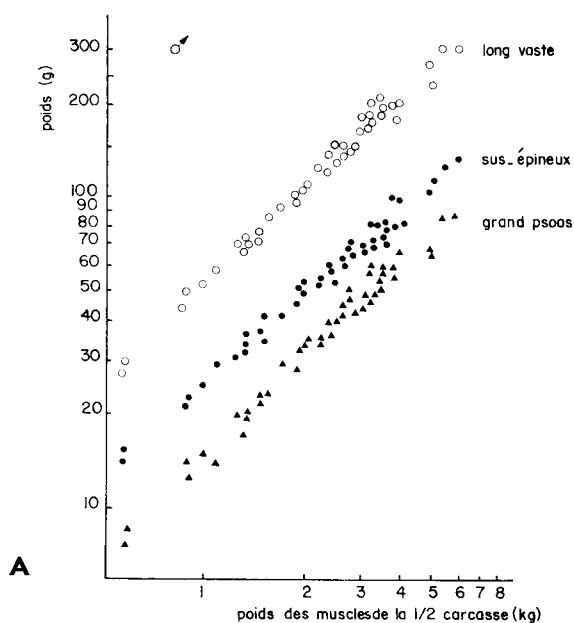 300
200
100
90
80
70
60
50
40
30
20
10
poids (g)
long vaste
sus_épineux
grand psoas
A
1 2 3 4 5 6 7 8
poids des musclesde la 1/2 carcasse (kg)